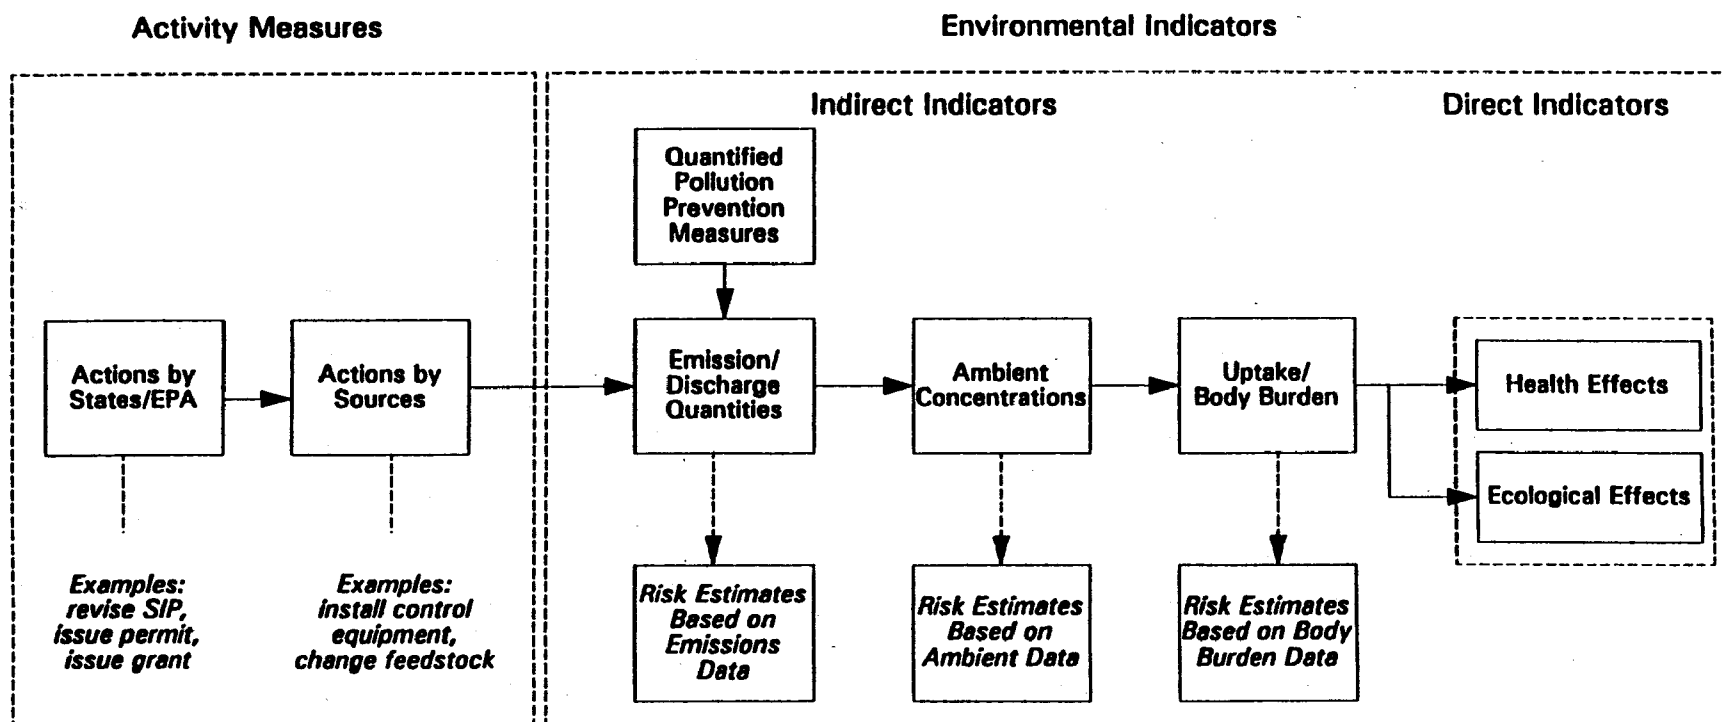 Activity Measures
Environmental Indicators
Indirect Indicators
Direct Indicators
Quantified
Pollution
Prevention
Measures
Actions by
States/EPA
Actions by
Sources
Emission/
Discharge
Quantities
Ambient
Concentrations
Uptake/
Body Burden
Health Effects
Ecological Effects
Examples:
revise SIP,
issue permit,
issue grant
Examples:
install control
equipment,
change feedstock
Risk Estimates
Based on
Emissions
Data
Risk Estimates
Based on
Ambient Data
Risk Estimates
Based on Body
Burden Data